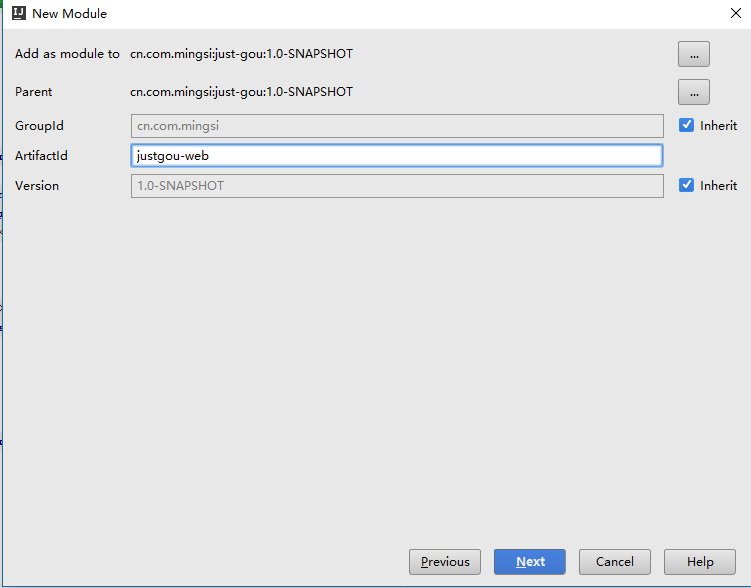 New Module
Add as module to cn.com.mingsi:just-gou:1.0-SNAPSHOT ...
Parent cn.com.mingsi:just-gou:1.0-SNAPSHOT ...
GroupId cn.com.mingsi Inherit
ArtifactId justgou-web
Version 1.0-SNAPSHOT Inherit
Previous Next Cancel Help